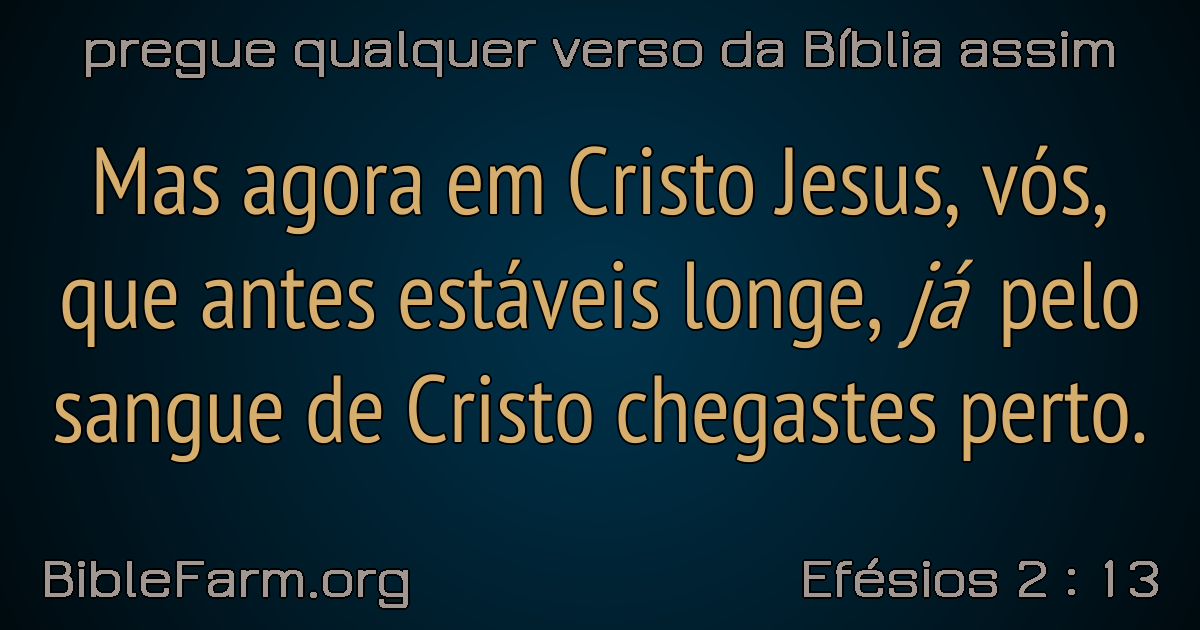 pregue qualquer verso da Bíblia assim
Mas agora em Cristo Jesus, vós,
que antes estáveis longe, já pelo
sangue de Cristo chegastes perto.
BibleFarm.org
Efésios 2 : 13